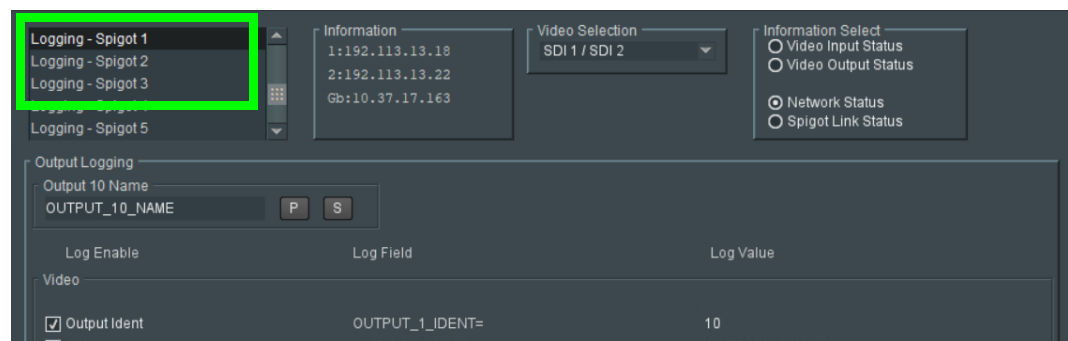 Logging - Spigot 1
Logging - Spigot 2
Logging - Spigot 3
Logging - Spigot 5
Information
1:192.113.13.18
2:192.113.13.22
Gb:10.37.17.163
Video Selection
SDI 1 / SDI 2
Information Select
Video Input Status
Video Output Status
Network Status
Spigot Link Status
Output Logging
Output 10 Name
OUTPUT_10_NAME
P
S
Log Enable
Log Field
Log Value
Video
Output Ident
OUTPUT_1_IDENT=
10